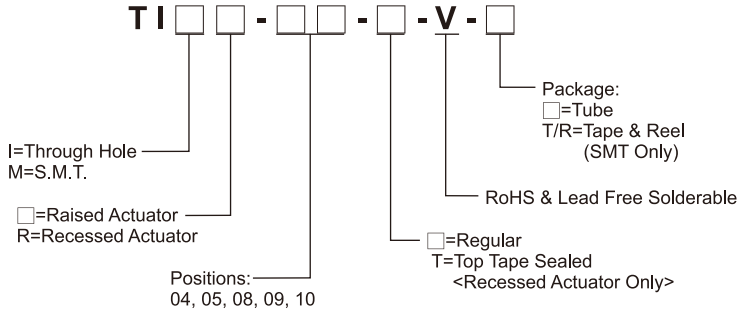 TI□□-□□-□-V-□
Package:
□=Tube
T/R=Tape & Reel
(SMT Only)
I=Through Hole
M=S.M.T.
RoHS & Lead Free Solderable
□=Raised Actuator
R=Recessed Actuator
□=Regular
T=Top Tape Sealed
<Recessed Actuator Only>
Positions:
04, 05, 08, 09, 10